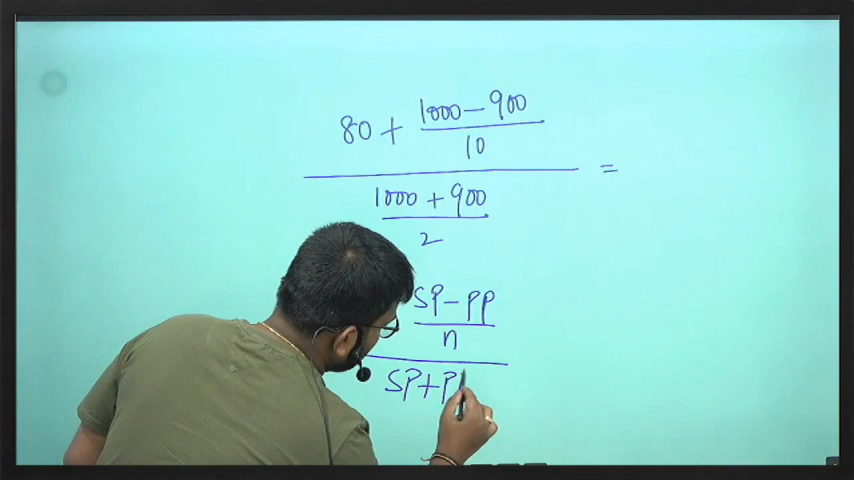 80 + 1000 - 900
10
=
1000 + 900
2
SP - PP
n
SP + P